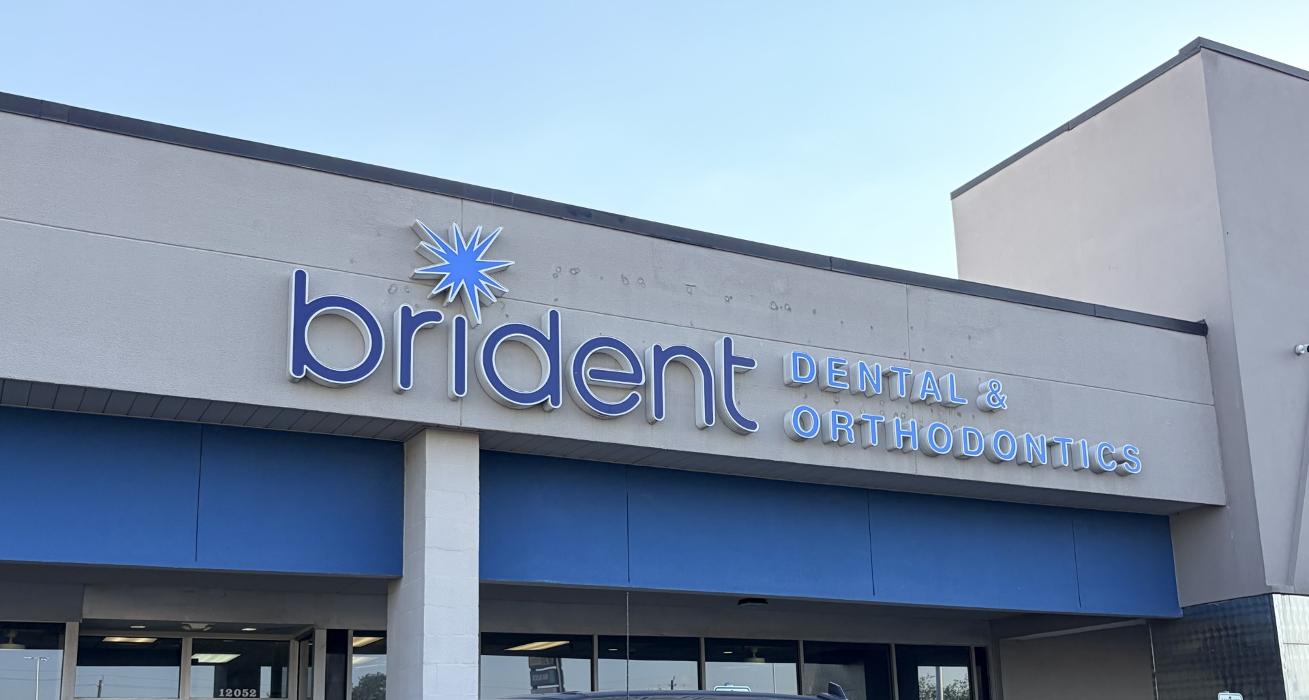 brident
DENTAL &
ORTHODONTICS
12052